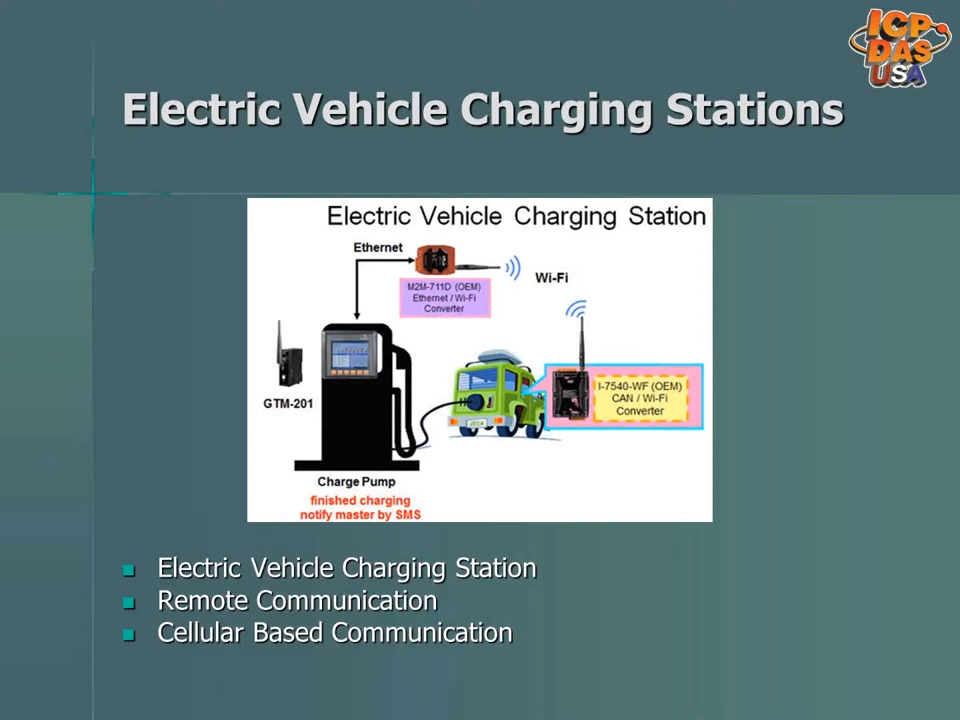 ICP
DAS
USA
Electric Vehicle Charging Stations
Electric Vehicle Charging Station
Ethernet
Wi-Fi
M2M-711D (OEM)
Ethernet / Wi-Fi
Converter
GTM-201
I-7540-WF (OEM)
CAN / Wi-Fi
Converter
Charge Pump
finished charging
notify master by SMS
Electric Vehicle Charging Station
Remote Communication
Cellular Based Communication